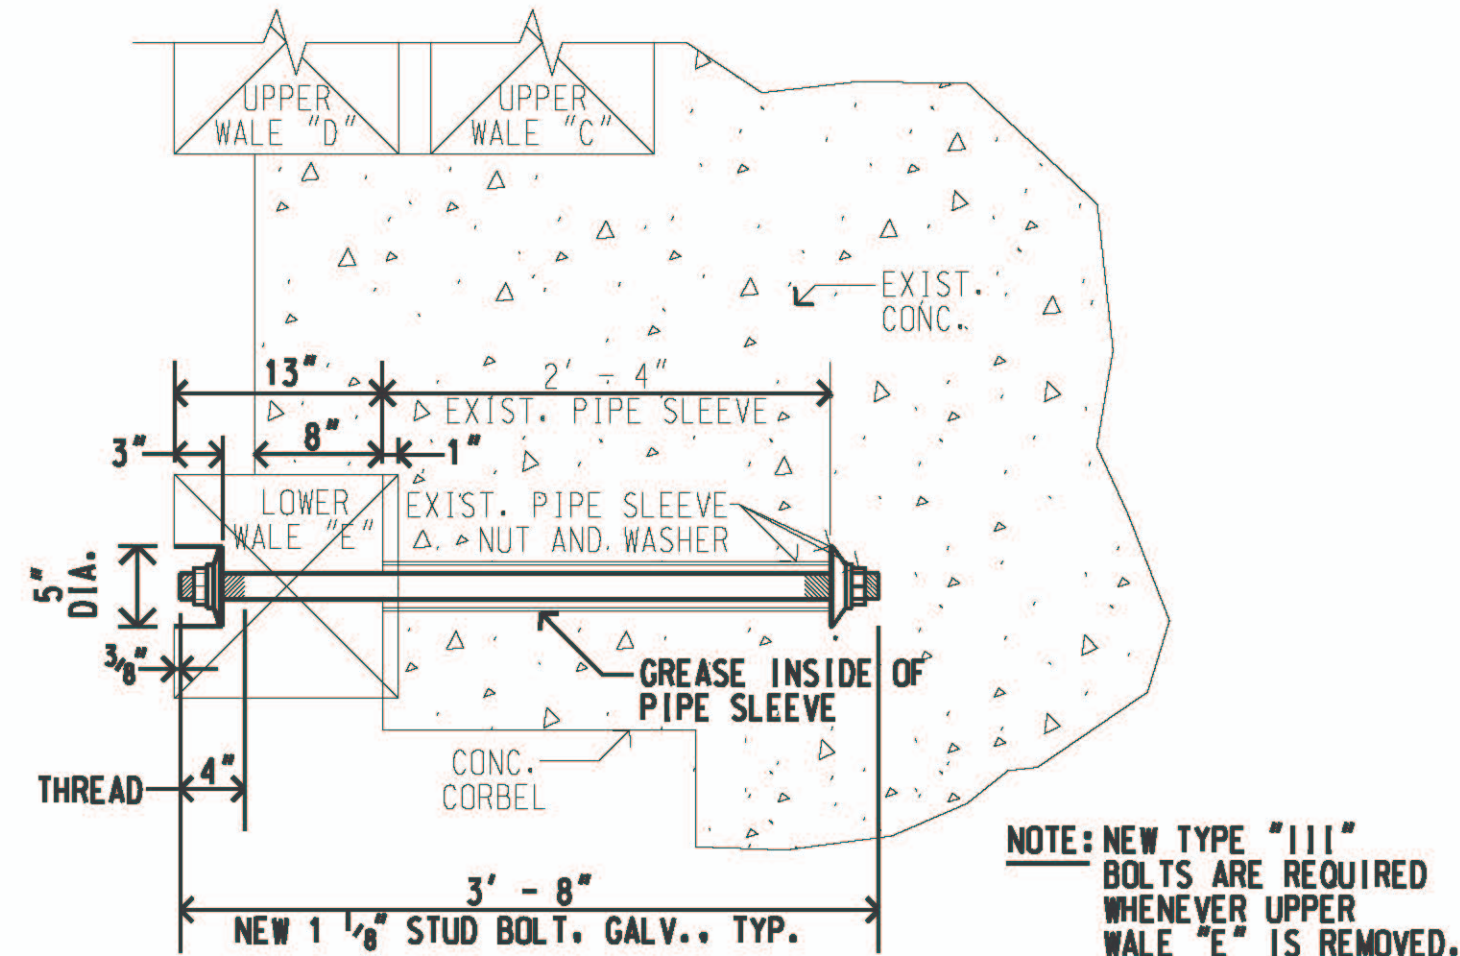 UPPER
WALE "D"
UPPER
WALE "C"
EXIST.
CONC.
13"
2' - 4"
EXIST. PIPE SLEEVE
3"
8"
1"
LOWER
WALE "E"
EXIST. PIPE SLEEVE
NUT AND WASHER
5"
DIA.
3/8"
GREASE INSIDE OF
PIPE SLEEVE
THREAD
4"
CONC.
CORBEL
3' - 8"
NEW 1 1/8" STUD BOLT. GALV., TYP.
NOTE: NEW TYPE "III"
BOLTS ARE REQUIRED
WHENEVER UPPER
WALE "E" IS REMOVED.